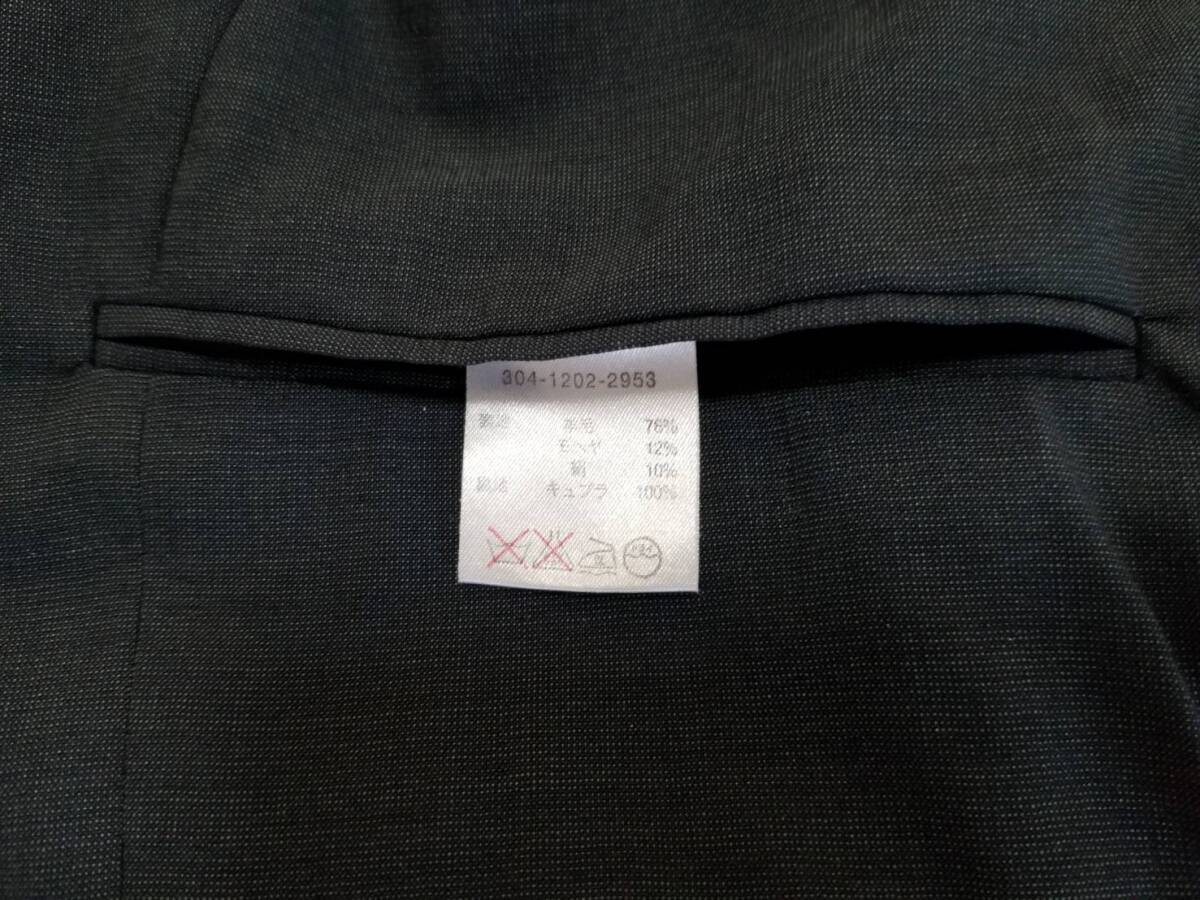 304-1202-2953
表地 羊毛 78%
モヘヤ 12%
絹 10%
裏地 キュプラ 100%